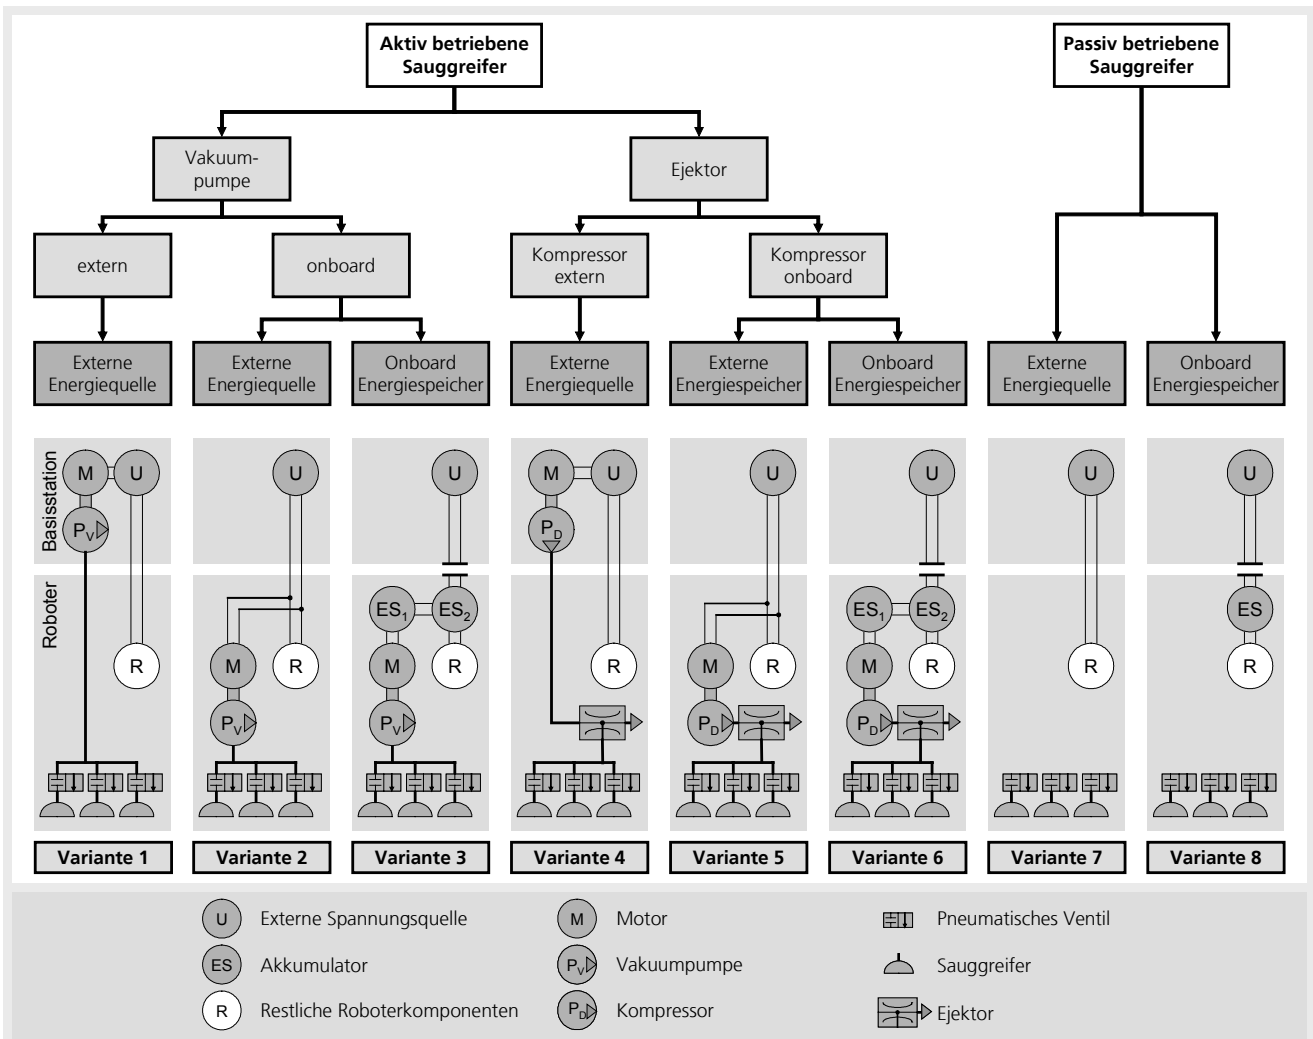 Aktiv betriebene
Sauggreifer
Passiv betriebene
Sauggreifer
Vakuum-
pumpe
Ejektor
extern
onboard
Kompressor
extern
Kompressor
onboard
Externe
Energiequelle
Externe
Energiequelle
Onboard
Energiespeicher
Externe
Energiequelle
Externe
Energiespeicher
Onboard
Energiespeicher
Externe
Energiequelle
Onboard
Energiespeicher
Basisstation
M U U U M U U U U U
PV PD
Roboter
ES1 ES2 ES1 ES2 ES
R M R M R R M R M R R R
PV PV PD PD
Variante 1 Variante 2 Variante 3 Variante 4 Variante 5 Variante 6 Variante 7 Variante 8
U Externe Spannungsquelle
M Motor
Pneumatisches Ventil
ES Akkumulator
PV Vakuumpumpe
Sauggreifer
R Restliche Roboterkomponenten
PD Kompressor
Ejektor